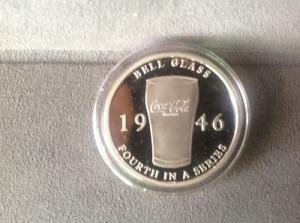 BELL GLASS
19 46
Coca-Cola
FOURTH IN A SERIES